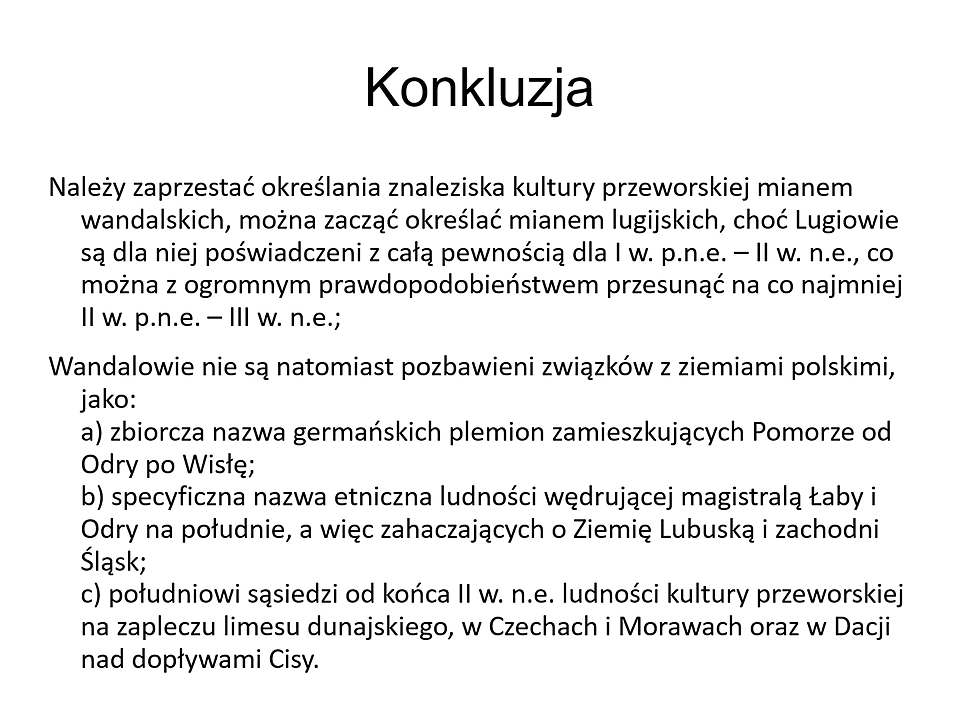 Konkluzja
Należy zaprzestać określania znaleziska kultury przeworskiej mianem
wandalskich, można zacząć określać mianem lugijskich, choć Lugiowie
są dla niej poświadczeni z całą pewnością dla I w. p.n.e. – II w. n.e., co
można z ogromnym prawdopodobieństwem przesunąć na co najmniej
II w. p.n.e. – III w. n.e.;
Wandalowie nie są natomiast pozbawieni związków z ziemiami polskimi,
jako:
a) zbiorcza nazwa germańskich plemion zamieszkujących Pomorze od
Odry po Wisłę;
b) specyficzna nazwa etniczna ludności wędrującej magistralą Łaby i
Odry na południe, a więc zahaczających o Ziemię Lubuską i zachodni
Śląsk;
c) południowi sąsiedzi od końca II w. n.e. ludności kultury przeworskiej
na zapleczu limesu dunajskiego, w Czechach i Morawach oraz w Dacji
nad dopływami Cisy.